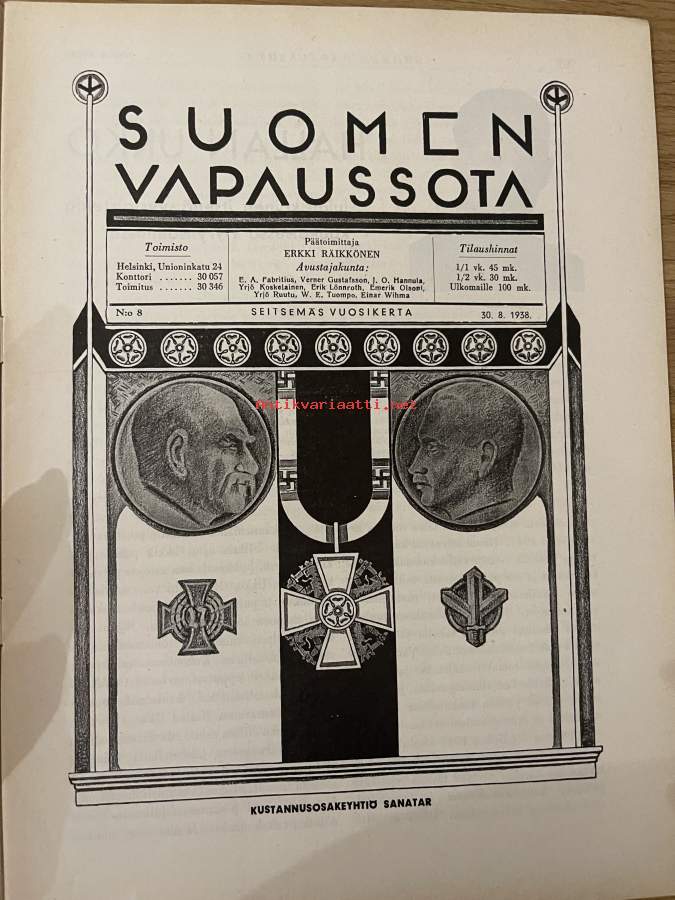 SUOMEN
VAPAUSSOTA
Toimisto
Helsinki, Unioninkatu 24
Konttori ....... 30 057
Toimitus ....... 30 346
Päätoimittaja
ERKKI RÄIKKÖNEN
Avustajakunta:
E. A. Fabritius, Verner Gustafsson, J. O. Hannula,
Yrjö Koskelainen, Erik Lönnroth, Emerik Olsoni,
Yrjö Ruutu, W. E. Tuompo, Einar Wihma
Tilaushinnat
1/1 vk. 45 mk.
1/2 vk. 30 mk.
Ulkomaille 100 mk.
N:o 8
SEITSEMÄS VUOSIKERTA
30. 8. 1938.
Antikvariaatti.net
KUSTANNUSOSAKEYHTIÖ SANATAR